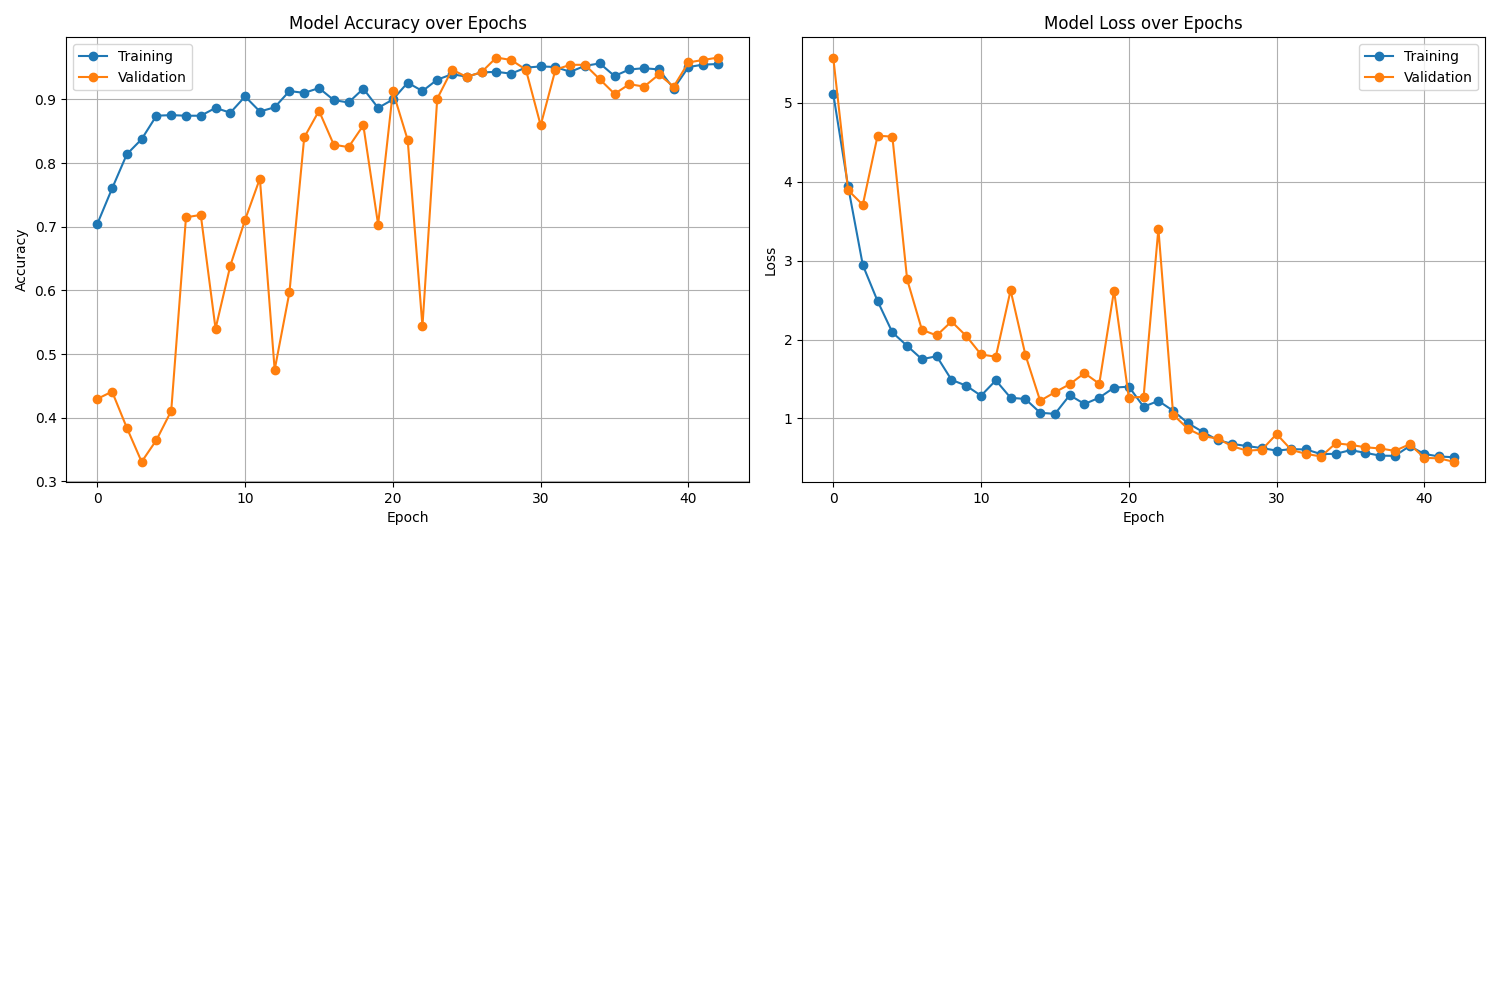 Model Accuracy over Epochs
Training
Validation
0.9
0.8
0.7
0.6
0.5
0.4
0.3
Accuracy
0 10 20 30 40
Epoch
Model Loss over Epochs
Training
Validation
5
4
3
2
1
Loss
0 10 20 30 40
Epoch